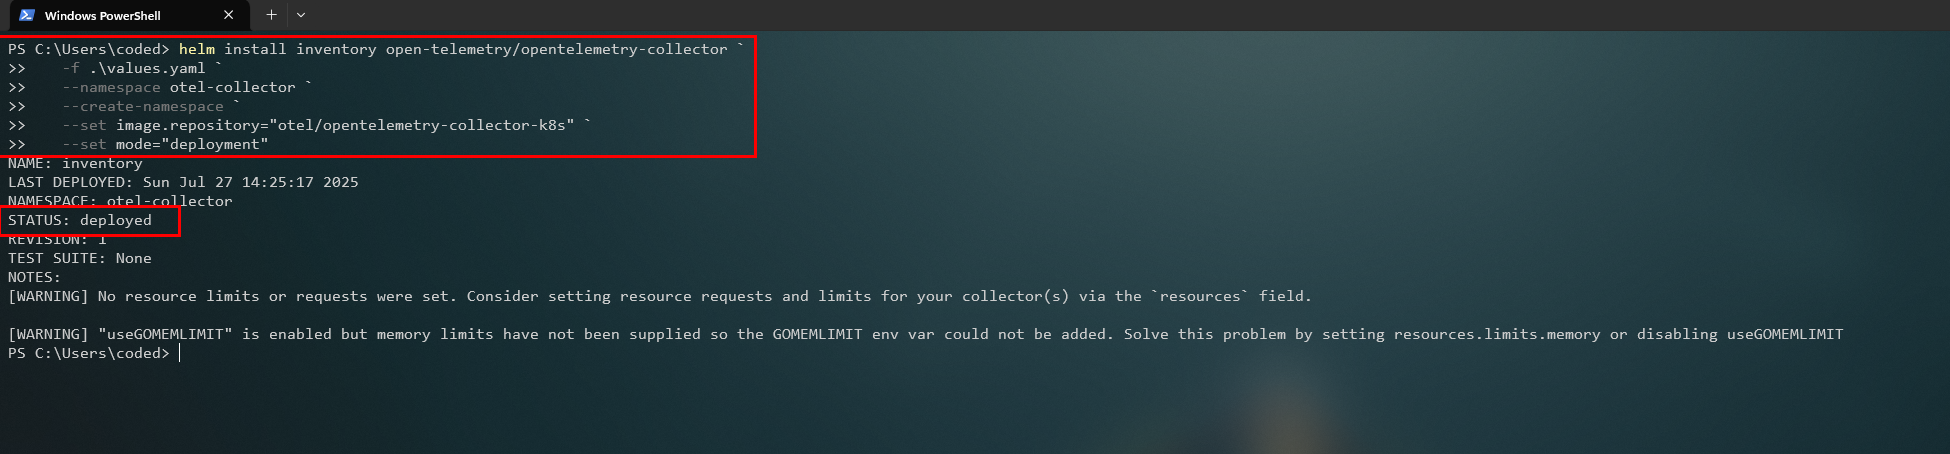 Windows PowerShell
PS C:\Users\coded> helm install inventory open-telemetry/opentelemetry-collector `
>>    -f .\values.yaml `
>>    --namespace otel-collector `
>>    --create-namespace `
>>    --set image.repository="otel/opentelemetry-collector-k8s" `
>>    --set mode="deployment"
NAME: inventory
LAST DEPLOYED: Sun Jul 27 14:25:17 2025
NAMESPACE: otel-collector
STATUS: deployed
REVISION: 1
TEST SUITE: None
NOTES:
[WARNING] No resource limits or requests were set. Consider setting resource requests and limits for your collector(s) via the `resources` field.
[WARNING] "useGOMEMLIMIT" is enabled but memory limits have not been supplied so the GOMEMLIMIT env var could not be added. Solve this problem by setting resources.limits.memory or disabling useGOMEMLIMIT
PS C:\Users\coded>